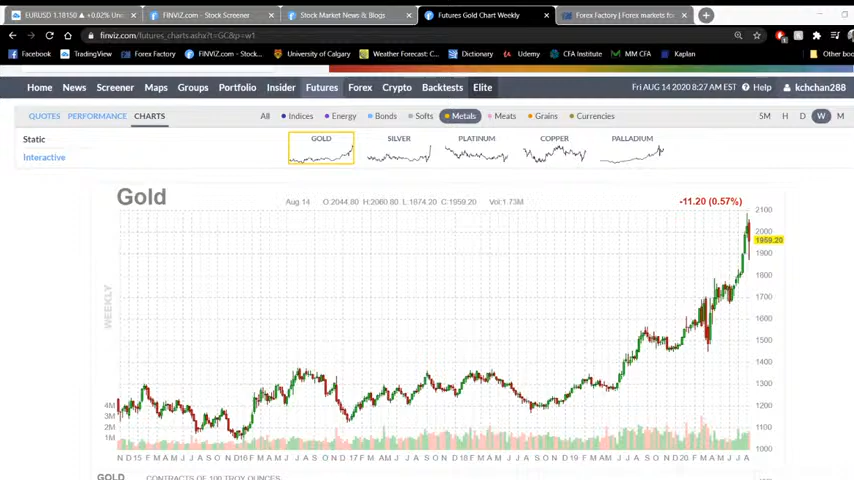 EURUSD 1.18150 ▲ +0.02% Un
FINVIZ.com - Stock Screener
Stock Market News & Blogs
Futures Gold Chart Weekly
Forex Factory | Forex markets for
finviz.com/futures_charts.ashx?t=GC&p=w1
Facebook
TradingView
Forex Factory
FINVIZ.com - Stock...
University of Calgary
Weather Forecast: C...
Dictionary
Udemy
CFA Institute
MM CFA
Kaplan
Other boo
Home News Screener Maps Groups Portfolio Insider Futures Forex Crypto Backtests Elite
Fri AUG 14 2020 8:27 AM EST
Help
kchchan288
QUOTES PERFORMANCE CHARTS
All Indices Energy Bonds Softs Metals Meats Grains Currencies
5M H D W M
Static
Interactive
GOLD SILVER PLATINUM COPPER PALLADIUM
Gold
Aug 14 O:2044.80 H:2060.80 L:1874.20 C:1959.20 Vol:1.73M
-11.20 (0.57%)
WEEKLY
2100
2000
1959.20
1900
1800
1700
1600
1500
1400
1300
1200
1100
1000
4M
3M
2M
1M
GOLD CONTRACTS OF 100 TROY OUNCES.